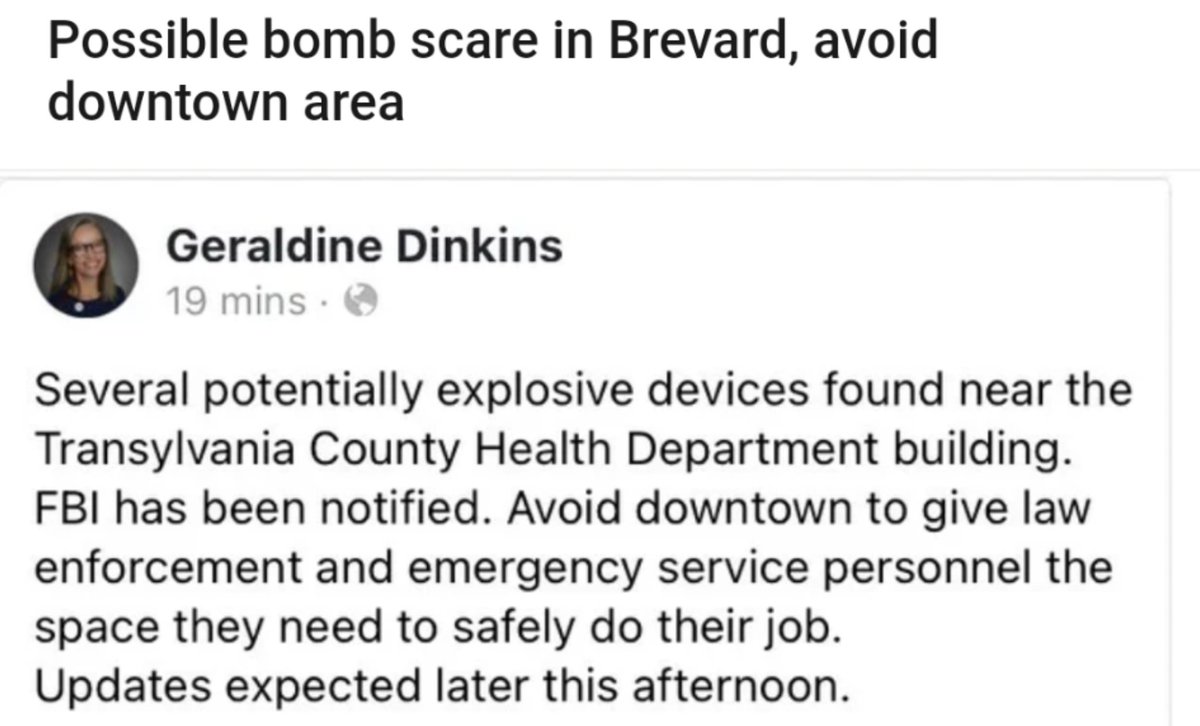 Possible bomb scare in Brevard, avoid
downtown area
Geraldine Dinkins
19 mins ·
Several potentially explosive devices found near the
Transylvania County Health Department building.
FBI has been notified. Avoid downtown to give law
enforcement and emergency service personnel the
space they need to safely do their job.
Updates expected later this afternoon.